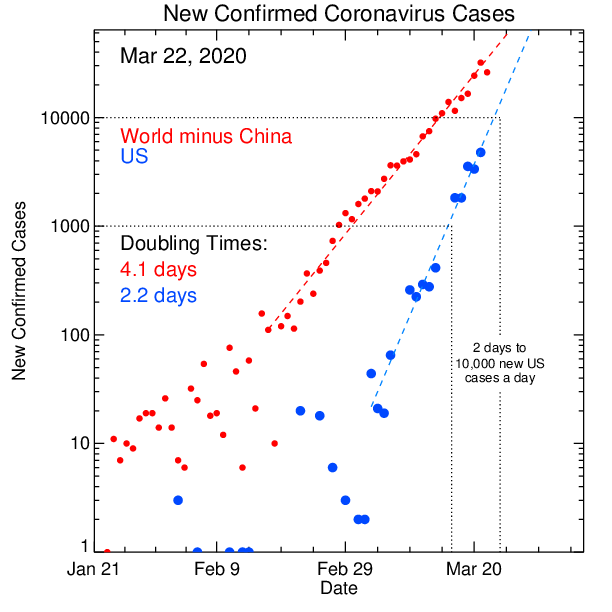 New Confirmed Coronavirus Cases
Mar 22, 2020
World minus China
US
Doubling Times:
4.1 days
2.2 days
2 days to
10,000 new US
cases a day
New Confirmed Cases
10000
1000
100
10
1
Jan 21
Feb 9
Feb 29
Mar 20
Date